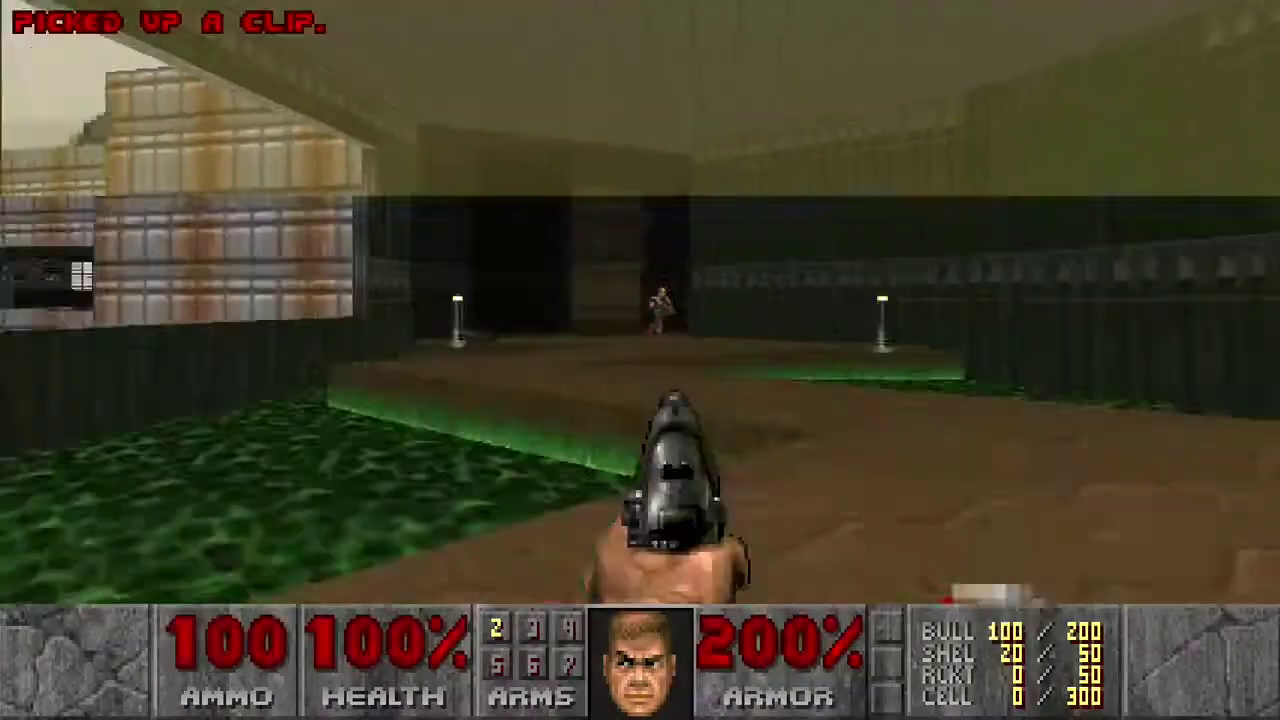 PICKED UP A CLIP.
100 100% 2 3 4 200% BULL 100 / 200
5 6 7 SHEL 20 / 50
RCKT 0 / 50
AMMO HEALTH ARMS ARMOR CELL 0 / 300